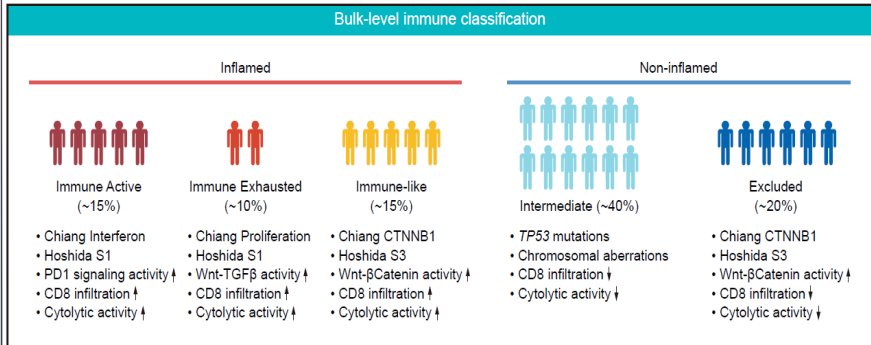 Bulk-level immune classification
Inflamed
Non-inflamed
Immune Active
(~15%)
• Chiang Interferon
• Hoshida S1
• PD1 signaling activity ↑
• CD8 infiltration ↑
• Cytolytic activity ↑
Immune Exhausted
(~10%)
• Chiang Proliferation
• Hoshida S1
• Wnt-TGFβ activity ↑
• CD8 infiltration ↑
• Cytolytic activity ↑
Immune-like
(~15%)
• Chiang CTNNB1
• Hoshida S3
• Wnt-βCatenin activity ↑
• CD8 infiltration ↑
• Cytolytic activity ↑
Intermediate (~40%)
• TP53 mutations
• Chromosomal aberrations
• CD8 infiltration ↓
• Cytolytic activity ↓
Excluded
(~20%)
• Chiang CTNNB1
• Hoshida S3
• Wnt-βCatenin activity ↑
• CD8 infiltration ↓
• Cytolytic activity ↓